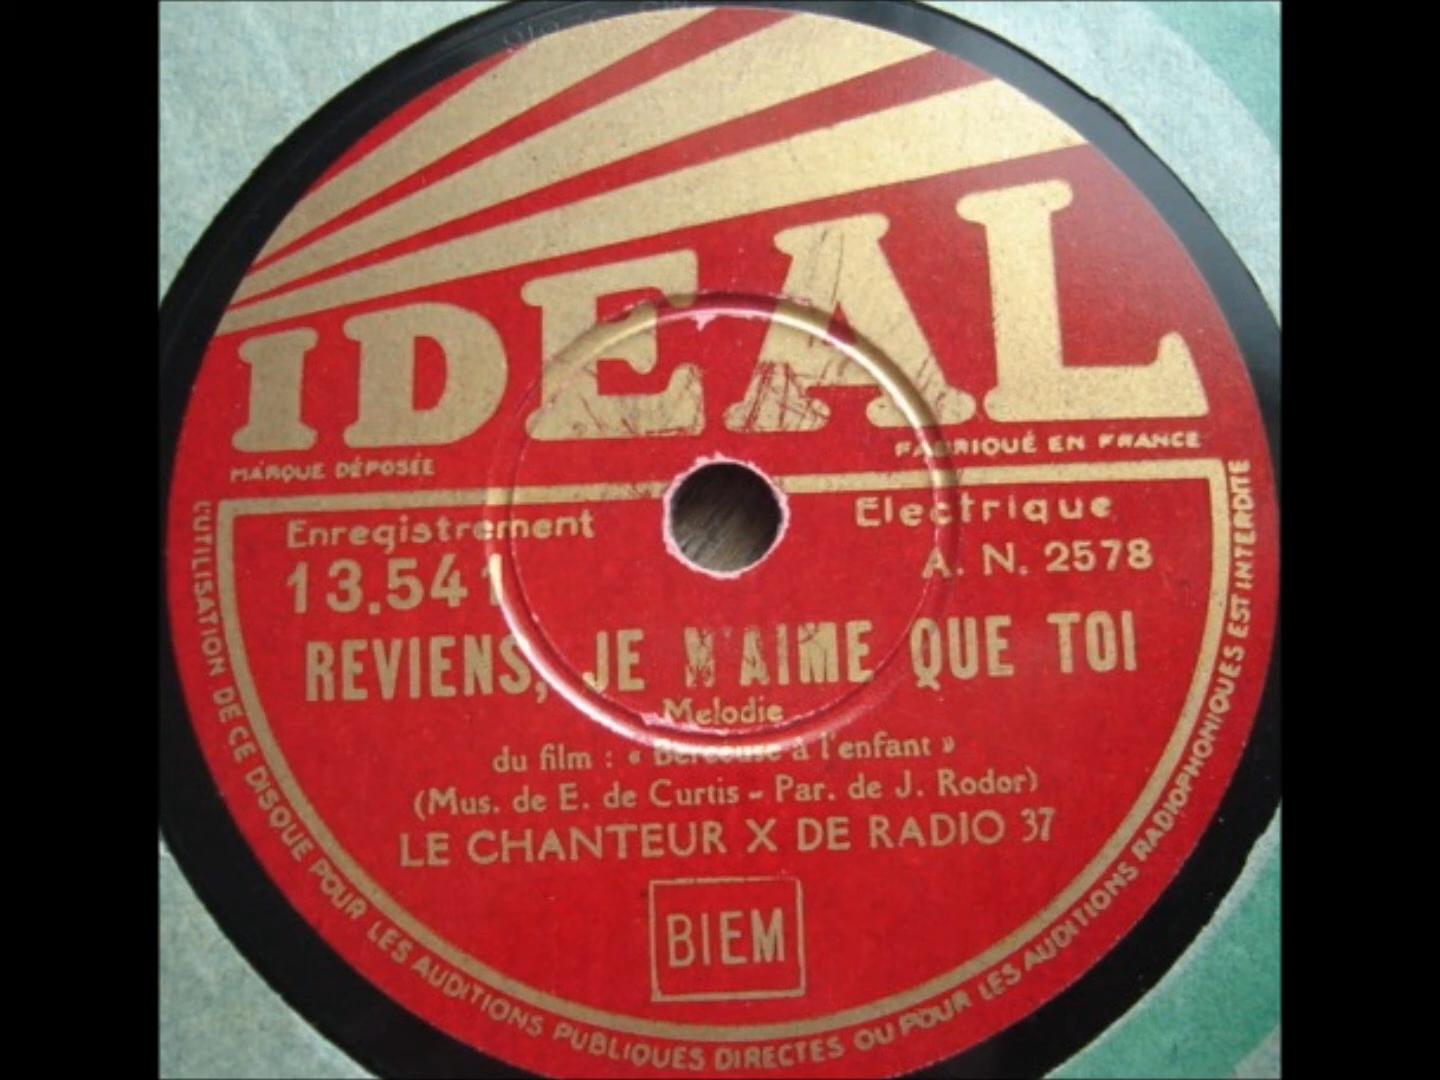 IDEAL
MARQUE DÉPOSÉE
FABRIQUÉ EN FRANCE
Enregistrement Electrique
13.541 A. N. 2578
REVIENS, JE N'AIME QUE TOI
Melodie
du film : « Berceuse à l'enfant »
(Mus. de E. de Curtis - Par. de J. Rodor)
LE CHANTEUR X DE RADIO 37
BIEM
L'UTILISATION DE CE DISQUE POUR LES AUDITIONS PUBLIQUES DIRECTES OU POUR LES AUDITIONS RADIOPHONIQUES EST INTERDITE